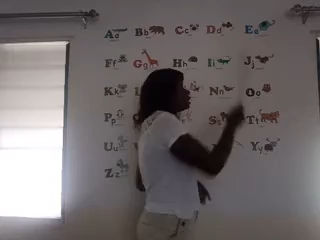 Aa Bb Cc Dd Ee
Ff Gg Hh Ii Jj
Kk Nn Oo
Pp Ss Tt
Uu Yy
Zz